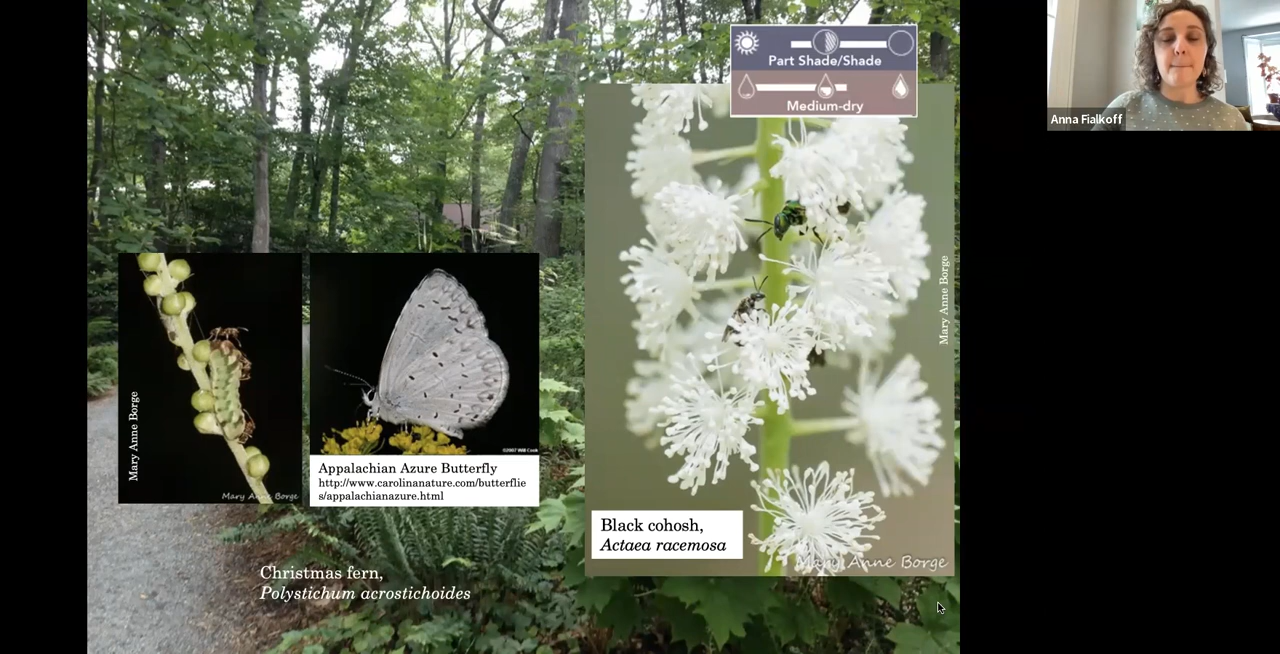 Part Shade/Shade
Medium-dry
Anna Fialkoff
Mary Anne Borge
Mary Anne Borge
Mary Anne Borge
©2007 Will Cook
Appalachian Azure Butterfly
http://www.carolinanature.com/butterflie
s/appalachianazure.html
Black cohosh,
Actaea racemosa
Mary Anne Borge
Christmas fern,
Polystichum acrostichoides